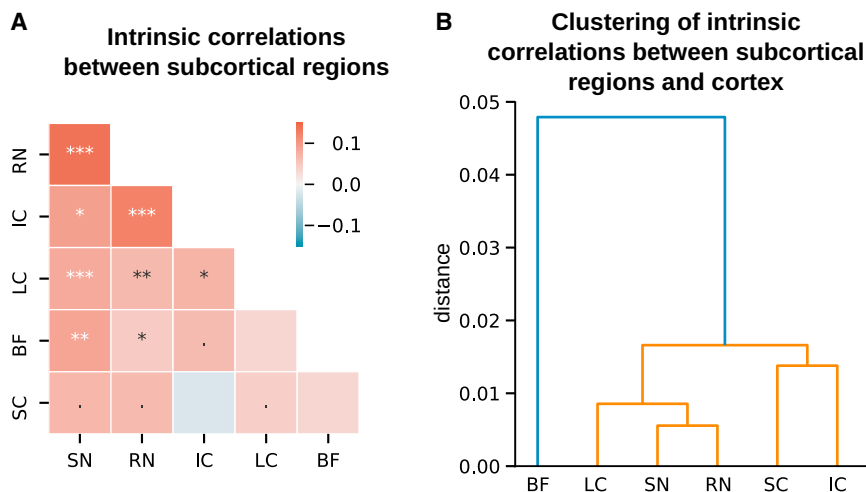 A
Intrinsic correlations
between subcortical regions
RN
***
IC
* ***
LC
*** ** *
BF
** * .
SC
. . .
SN RN IC LC BF
0.1
0.0
−0.1
B
Clustering of intrinsic
correlations between subcortical
regions and cortex
distance
0.05
0.04
0.03
0.02
0.01
0.00
BF LC SN RN SC IC